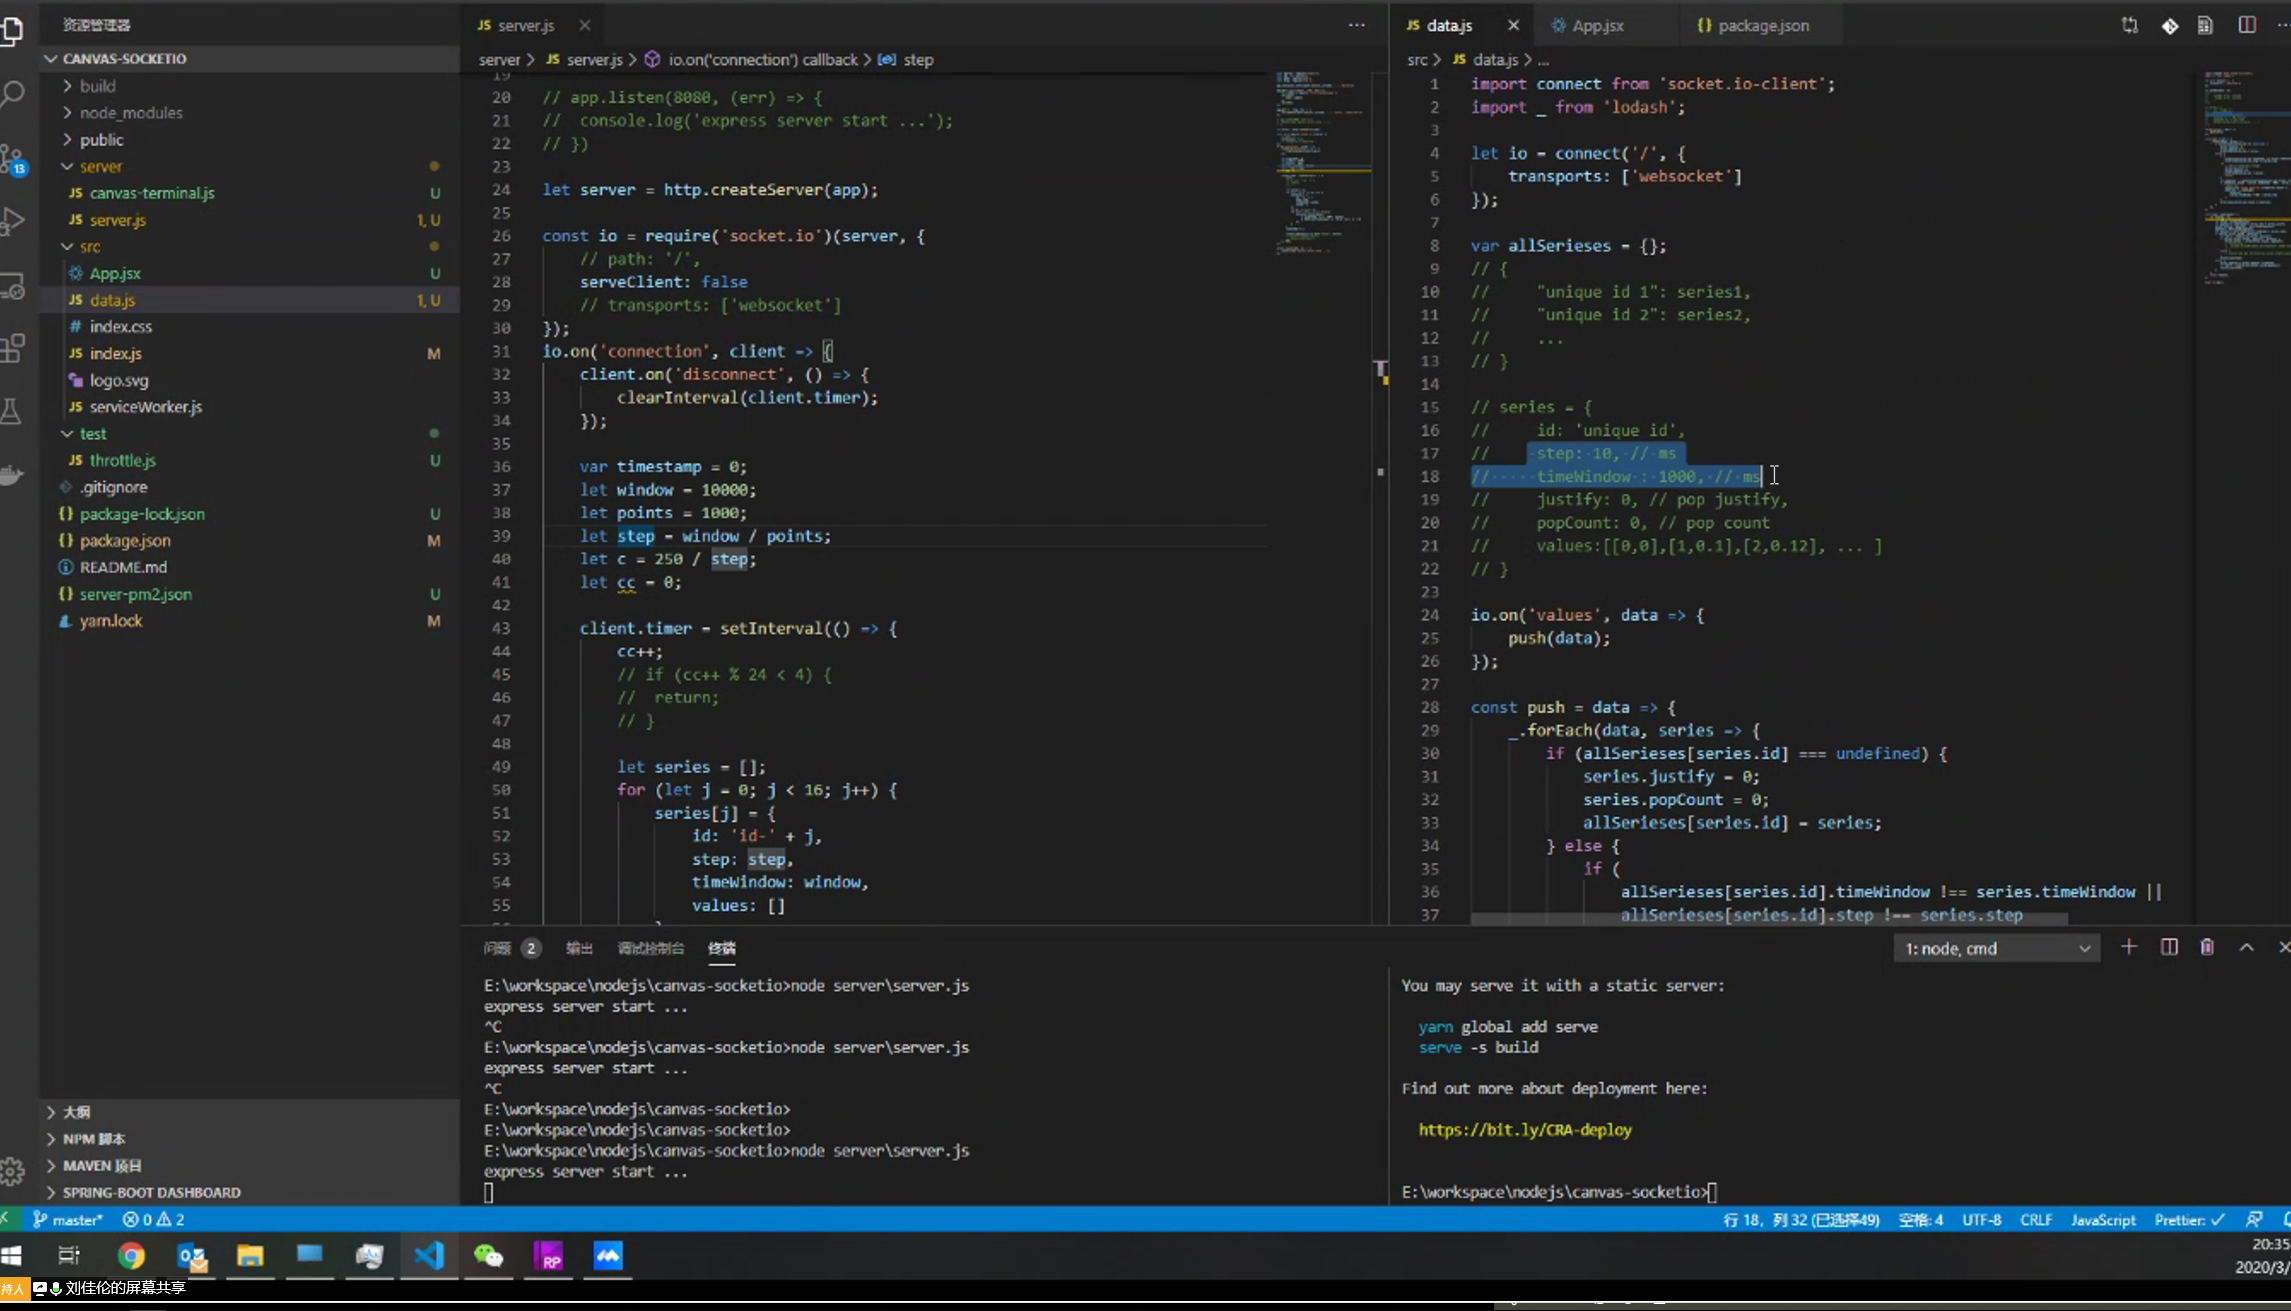 资源管理器
CANVAS-SOCKETIO
build
node_modules
public
server
canvas-terminal.js U
server.js 1, U
src
App.jsx U
data.js 1, U
index.css
index.js M
logo.svg
serviceWorker.js
test
throttle.js U
.gitignore
package-lock.json U
package.json M
README.md
server-pm2.json U
yarn.lock M
大纲
NPM 脚本
MAVEN 项目
SPRING-BOOT DASHBOARD
13
JS server.js
server > JS server.js > io.on('connection') callback > step
19
20 // app.listen(8080, (err) => {
21 //  console.log('express server start ...');
22 // })
23
24 let server = http.createServer(app);
25
26 const io = require('socket.io')(server, {
27 // path: '/',
28 serveClient: false
29 // transports: ['websocket']
30 });
31 io.on('connection', client => {
32 client.on('disconnect', () => {
33 clearInterval(client.timer);
34 });
35
36 var timestamp = 0;
37 let window = 10000;
38 let points = 1000;
39 let step = window / points;
40 let c = 250 / step;
41 let cc = 0;
42
43 client.timer = setInterval(() => {
44 cc++;
45 // if (cc++ % 24 < 4) {
46 //  return;
47 // }
48
49 let series = [];
50 for (let j = 0; j < 16; j++) {
51 series[j] = {
52 id: 'id-' + j,
53 step: step,
54 timeWindow: window,
55 values: []
JS data.js App.jsx {} package.json
src > JS data.js > ...
1 import connect from 'socket.io-client';
2 import _ from 'lodash';
3
4 let io = connect('/', {
5 transports: ['websocket']
6 });
7
8 var allSerieses = {};
9 // {
10 //     "unique id 1": series1,
11 //     "unique id 2": series2,
12 //     ...
13 // }
14
15 // series = {
16 //     id: 'unique id',
17 //     step: 10, // ms
18 //     timeWindow : 1000, // ms
19 //     justify: 0, // pop justify,
20 //     popCount: 0, // pop count
21 //     values:[[0,0],[1,0.1],[2,0.12], ... ]
22 // }
23
24 io.on('values', data => {
25 push(data);
26 });
27
28 const push = data => {
29 _.forEach(data, series => {
30 if (allSerieses[series.id] === undefined) {
31 series.justify = 0;
32 series.popCount = 0;
33 allSerieses[series.id] = series;
34 } else {
35 if (
36 allSerieses[series.id].timeWindow !== series.timeWindow ||
37 allSerieses[series.id].step !== series.step
问题 2 输出 调试控制台 终端
1: node, cmd
E:\workspace\nodejs\canvas-socketio>node server\server.js
express server start ...
^C
E:\workspace\nodejs\canvas-socketio>node server\server.js
express server start ...
^C
E:\workspace\nodejs\canvas-socketio>
E:\workspace\nodejs\canvas-socketio>
E:\workspace\nodejs\canvas-socketio>node server\server.js
express server start ...
You may serve it with a static server:
yarn global add serve
serve -s build
Find out more about deployment here:
https://bit.ly/CRA-deploy
E:\workspace\nodejs\canvas-socketio>
master* 0 2
行 18, 列 32 (已选择49) 空格: 4 UTF-8 CRLF JavaScript Prettier: ✓
RP
20:35
2020/3/
持人 刘佳伦的屏幕共享